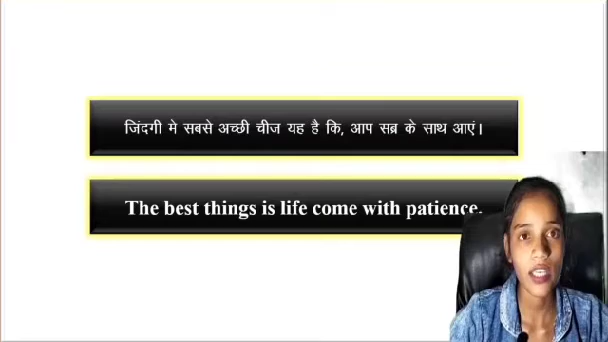 जिंदगी मे सबसे अच्छी चीज यह है कि, आप सब्र के साथ आएं।
The best things is life come with patience.